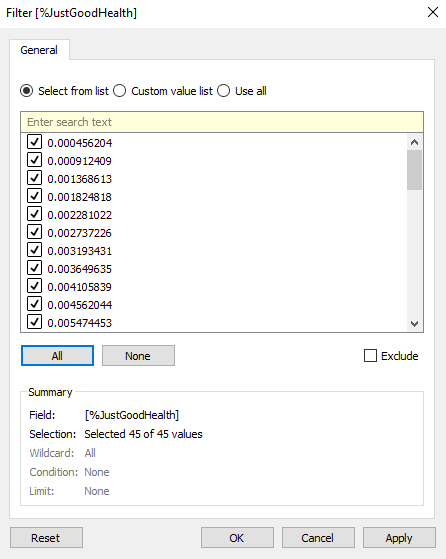 Filter [%JustGoodHealth]
General
Select from list Custom value list Use all
Enter search text
0.000456204
0.000912409
0.001368613
0.001824818
0.002281022
0.002737226
0.003193431
0.003649635
0.004105839
0.004562044
0.005474453
All None Exclude
Summary
Field: [%JustGoodHealth]
Selection: Selected 45 of 45 values
Wildcard: All
Condition: None
Limit: None
Reset OK Cancel Apply